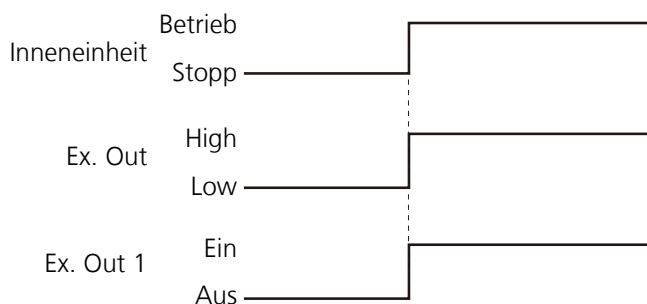 Betrieb
Inneneinheit
Stopp
High
Ex. Out
Low
Ein
Ex. Out 1
Aus